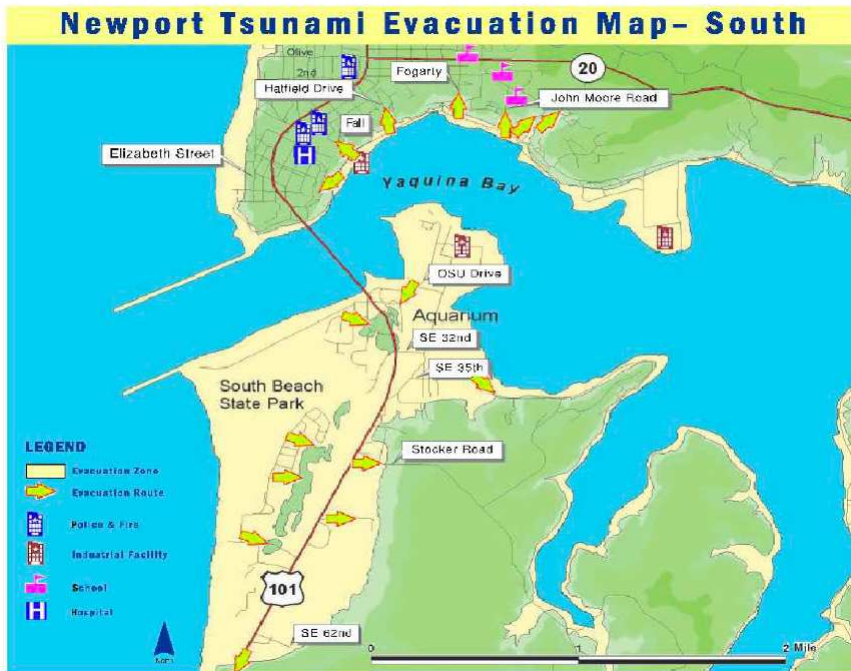 Newport Tsunami Evacuation Map– South
Olive
2nd
Fogarty
20
Hatfield Drive
John Moore Road
Fall
Elizabeth Street
Yaquina Bay
OSU Drive
Aquarium
SE 32nd
SE 35th
South Beach
State Park
Stocker Road
LEGEND
Evacuation Zone
Evacuation Route
Police & Fire
Industrial Facility
School
H Hospital
H
101
SE 62nd
North
0 1 2 Mile